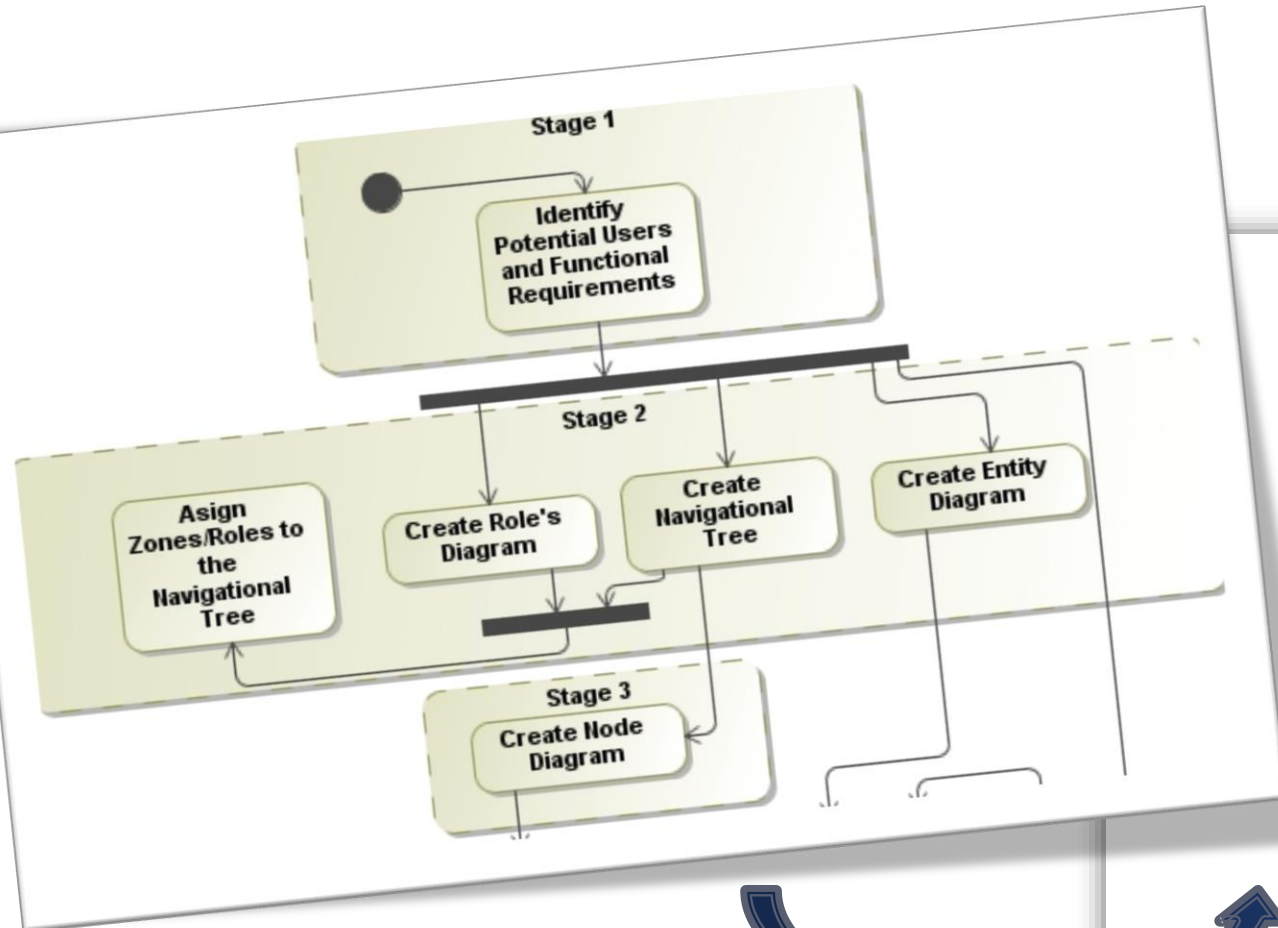 Stage 1
Identify
Potential Users
and Functional
Requirements
Stage 2
Asign
Zones/Roles to
the
Navigational
Tree
Create Role's
Diagram
Create
Navigational
Tree
Create Entity
Diagram
Stage 3
Create Node
Diagram